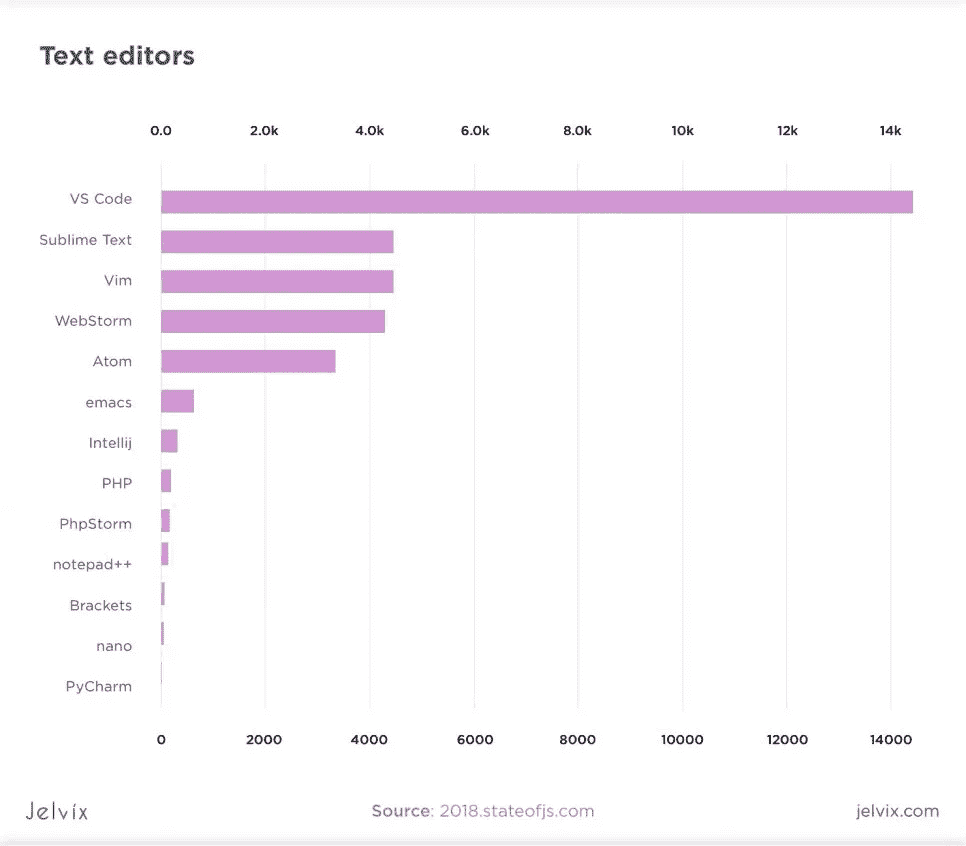 Text editors
0.0 2.0k 4.0k 6.0k 8.0k 10k 12k 14k
VS Code
Sublime Text
Vim
WebStorm
Atom
emacs
Intellij
PHP
PhpStorm
notepad++
Brackets
nano
PyCharm
0 2000 4000 6000 8000 10000 12000 14000
Jelvix Source: 2018.stateofjs.com jelvix.com